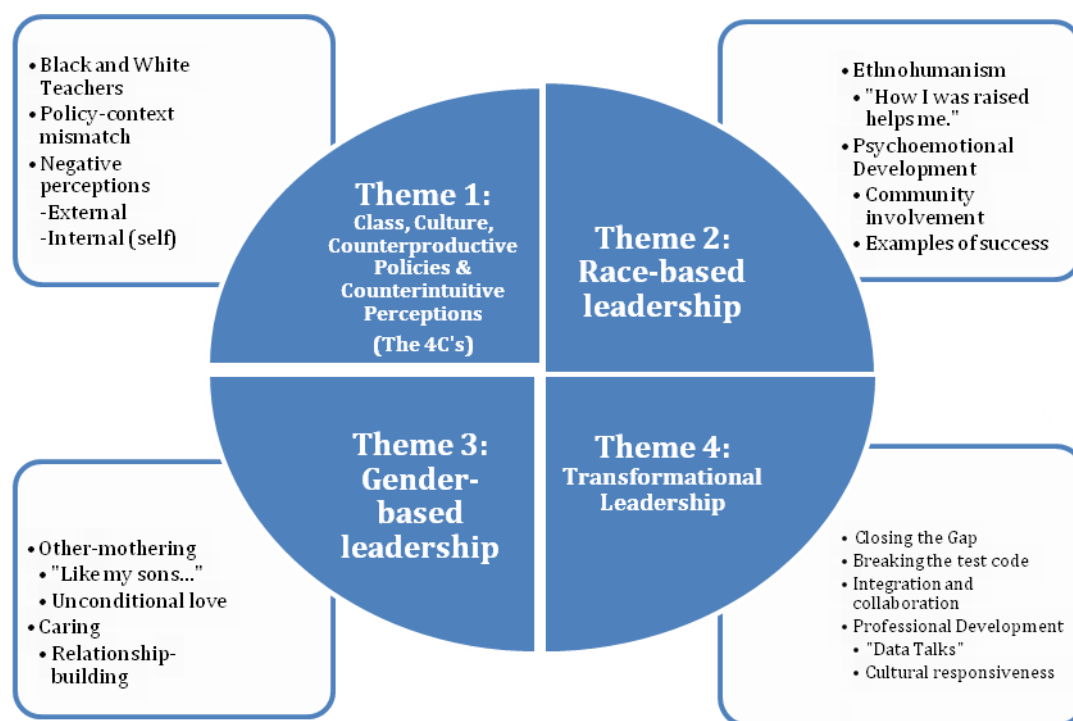 • Black and White
Teachers
• Policy-context
mismatch
• Negative
perceptions
-External
-Internal (self)
Theme 1:
Class, Culture,
Counterproductive
Policies &
Counterintuitive
Perceptions
(The 4C's)
• Ethnohumanism
• "How I was raised
helps me."
• Psychoemotional
Development
• Community
involvement
• Examples of success
Theme 2:
Race-based
leadership
• Other-mothering
• "Like my sons..."
• Unconditional love
• Caring
• Relationship-
building
Theme 3:
Gender-
based
leadership
Theme 4:
Transformational
Leadership
• Closing the Gap
• Breaking the test code
• Integration and
collaboration
• Professional Development
• "Data Talks"
• Cultural responsiveness